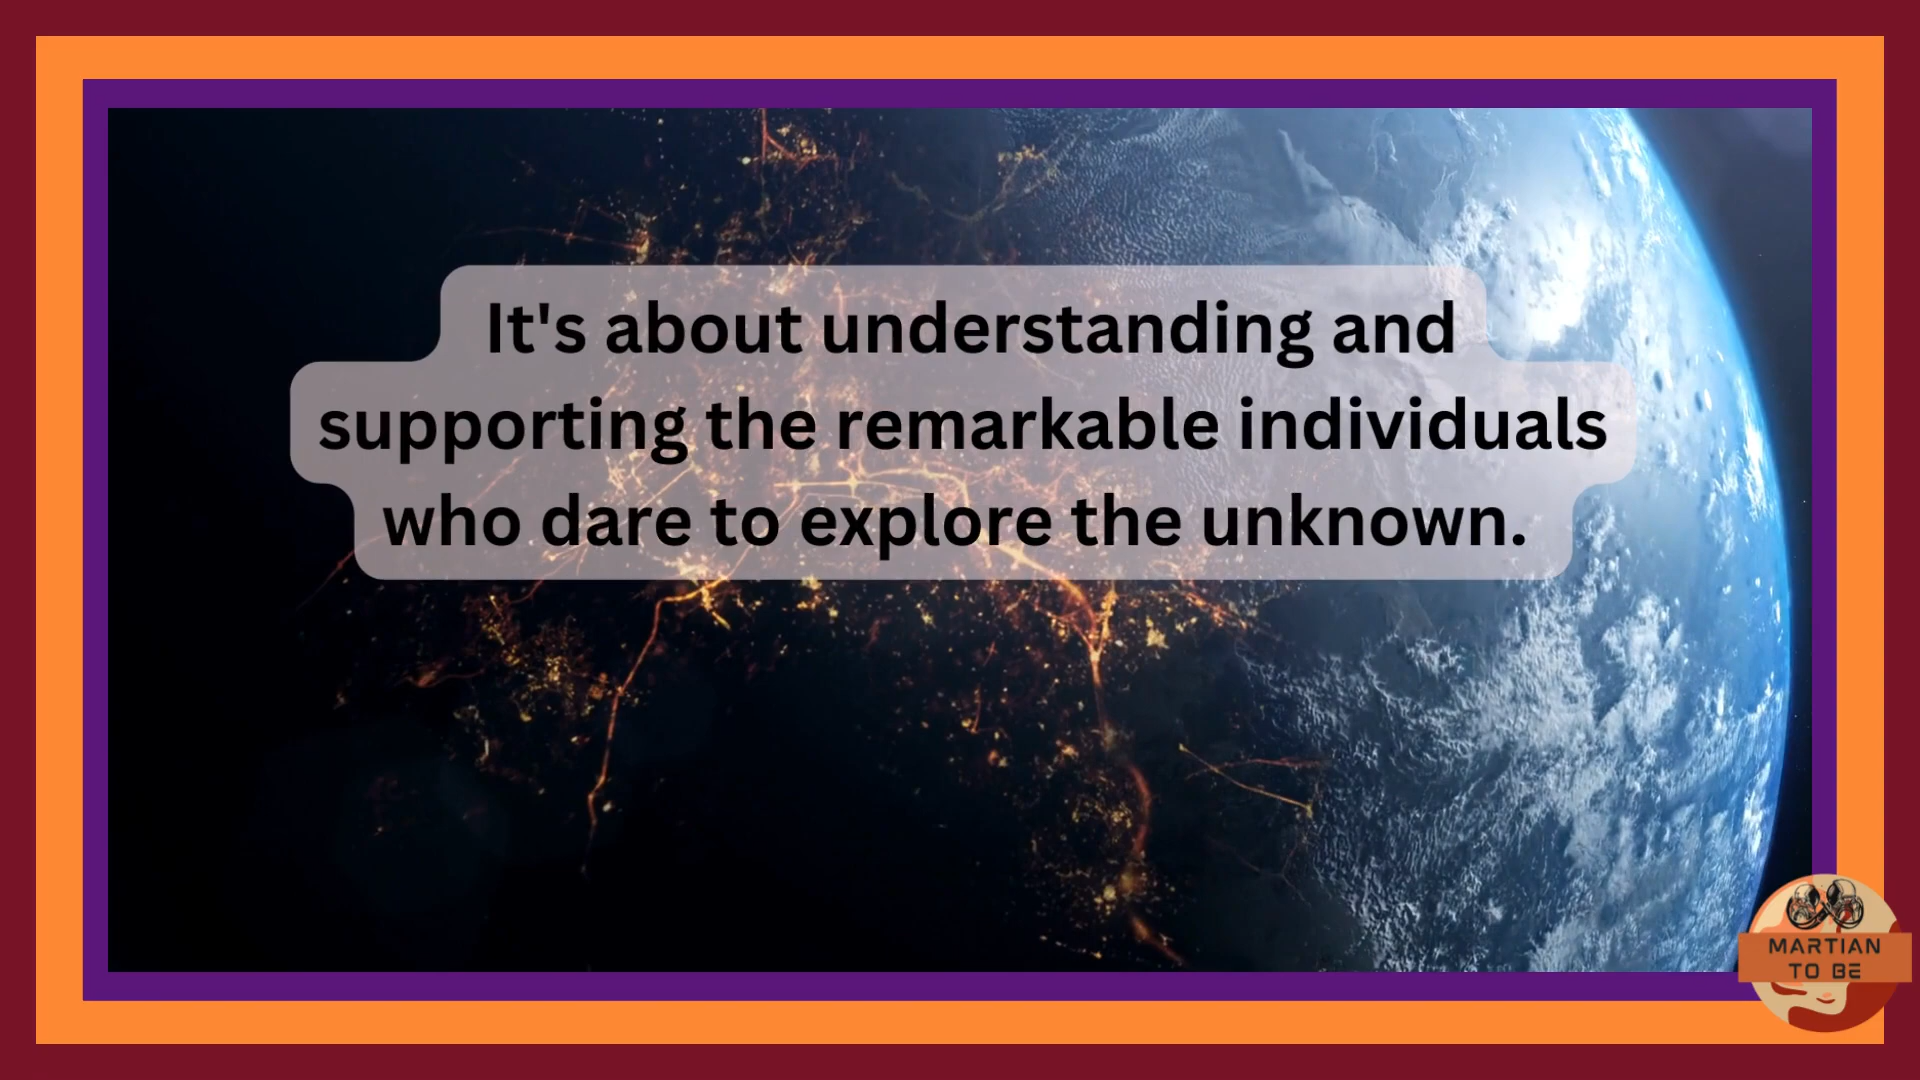 It's about understanding and
supporting the remarkable individuals
who dare to explore the unknown.
MARTIAN
TO BE